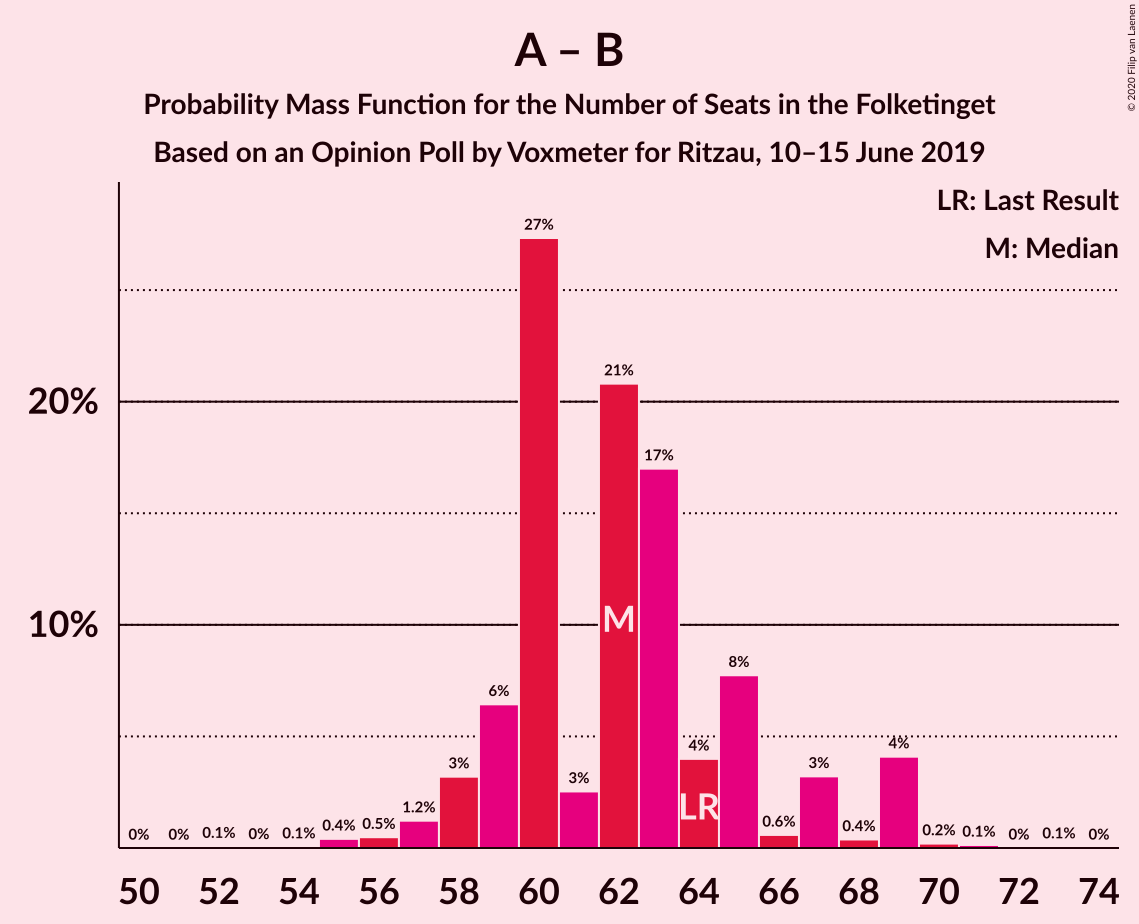 A – B
Probability Mass Function for the Number of Seats in the Folketinget
Based on an Opinion Poll by Voxmeter for Ritzau, 10–15 June 2019
© 2020 Filip van Laenen
LR: Last Result
M: Median
20%
10%
0% 0% 0.1% 0% 0.1% 0.4% 0.5% 1.2% 3% 6% 27% 3% 21% 17% 4% 8% 0.6% 3% 0.4% 4% 0.2% 0.1% 0% 0.1% 0%
M
LR
50 52 54 56 58 60 62 64 66 68 70 72 74